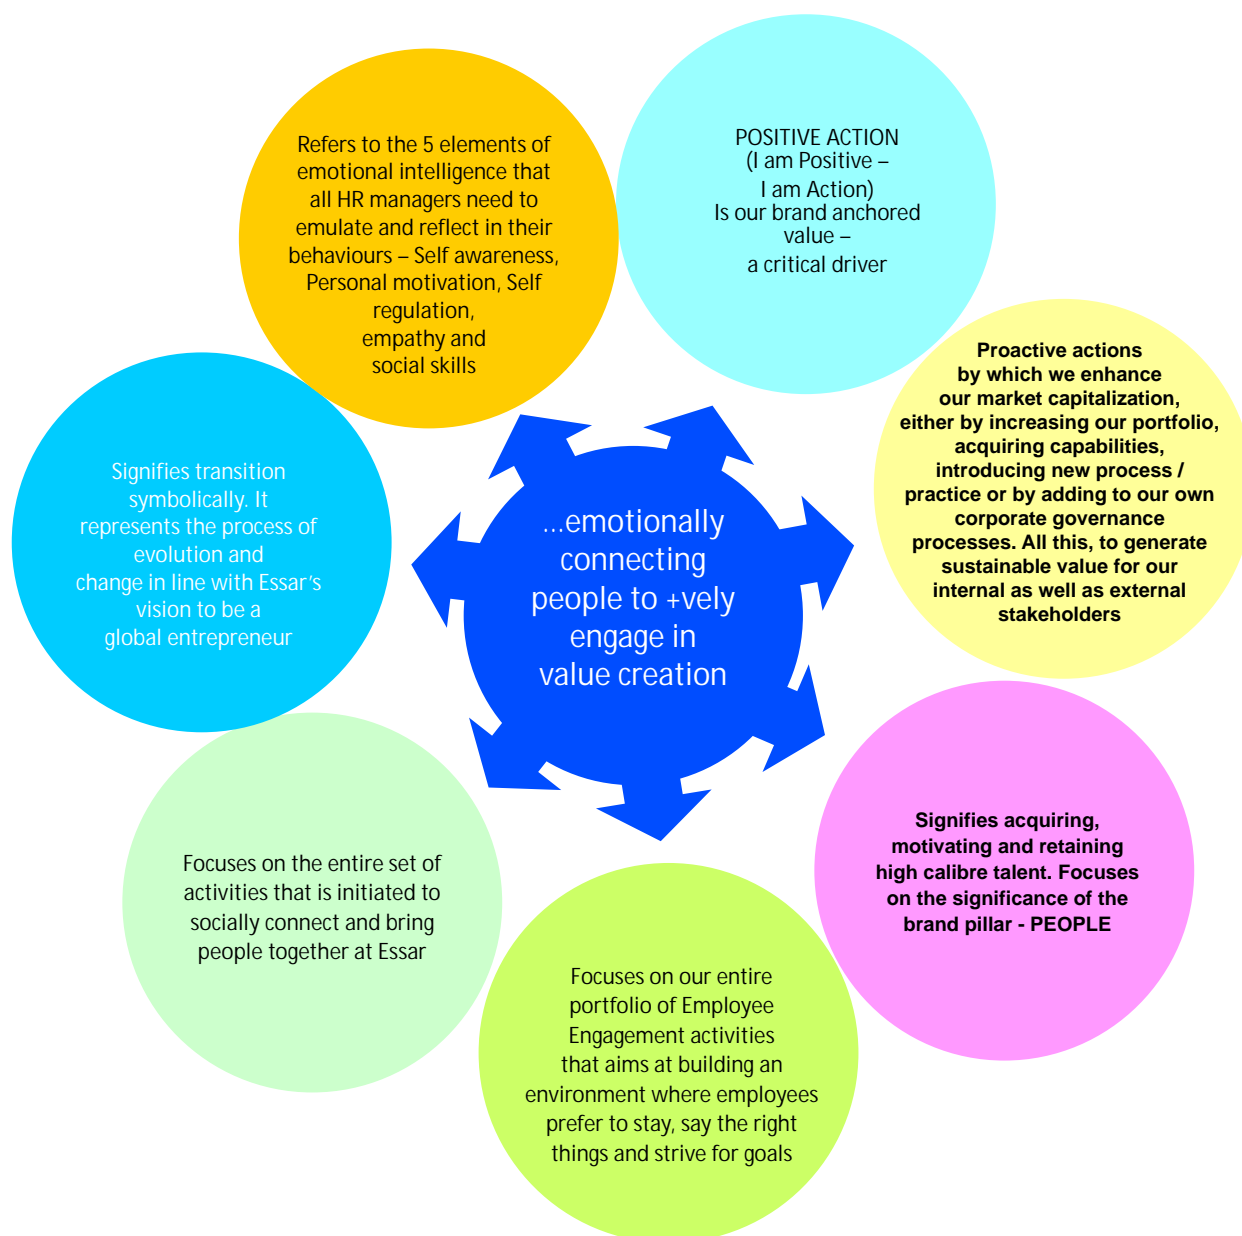 Refers to the 5 elements of
emotional intelligence that
all HR managers need to
emulate and reflect in their
behaviours – Self awareness,
Personal motivation, Self
regulation,
empathy and
social skills
POSITIVE ACTION
(I am Positive –
I am Action)
Is our brand anchored
value –
a critical driver
Proactive actions
by which we enhance
our market capitalization,
either by increasing our portfolio,
acquiring capabilities,
introducing new process /
practice or by adding to our own
corporate governance
processes. All this, to generate
sustainable value for our
internal as well as external
stakeholders
Signifies transition
symbolically. It
represents the process of
evolution and
change in line with Essar’s
vision to be a
global entrepreneur
...emotionally
connecting
people to +vely
engage in
value creation
Signifies acquiring,
motivating and retaining
high calibre talent. Focuses
on the significance of the
brand pillar - PEOPLE
Focuses on the entire set of
activities that is initiated to
socially connect and bring
people together at Essar
Focuses on our entire
portfolio of Employee
Engagement activities
that aims at building an
environment where employees
prefer to stay, say the right
things and strive for goals